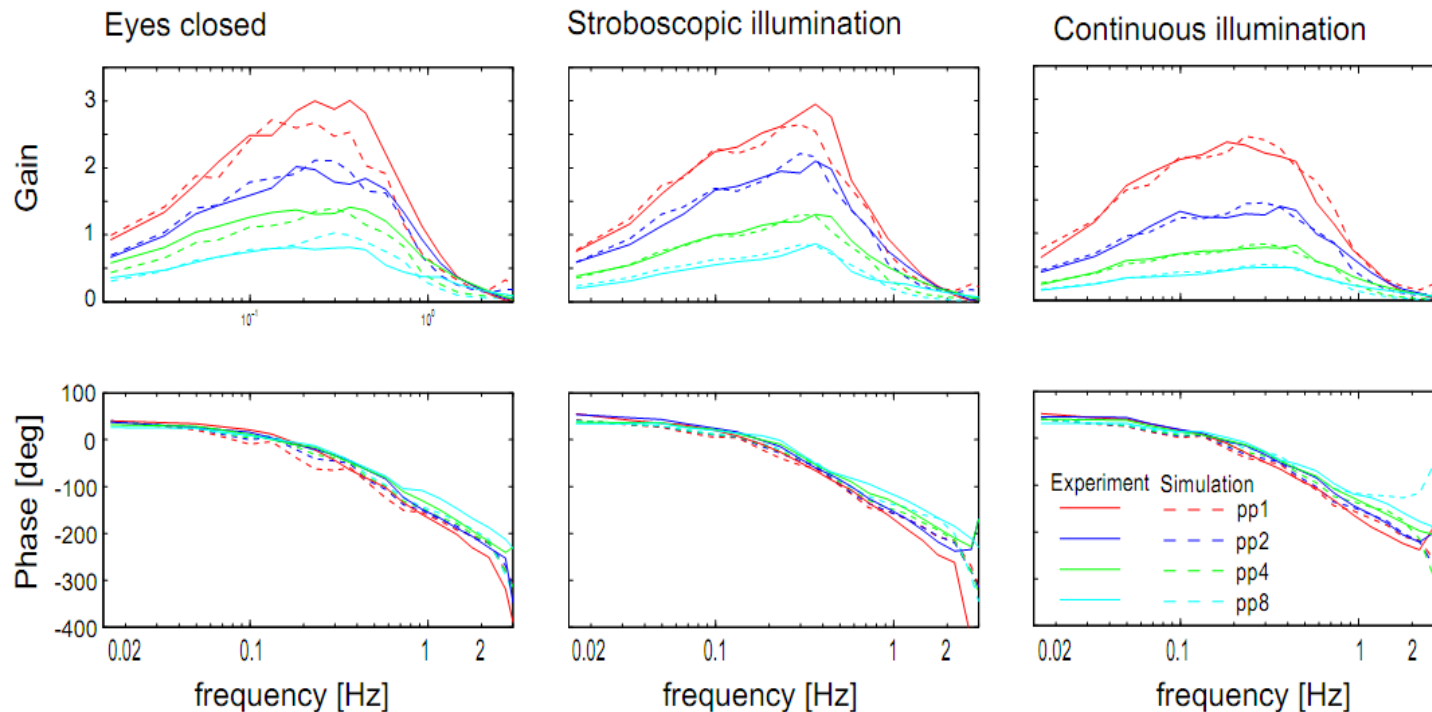 Eyes closed
Stroboscopic illumination
Continuous illumination
Gain
3
2
1
0
10⁻¹ 10⁰
Phase [deg]
100
0
-100
-200
-300
-400
Experiment Simulation
pp1
pp2
pp4
pp8
0.02 0.1 1 2
0.02 0.1 1 2
0.02 0.1 1 2
frequency [Hz]
frequency [Hz]
frequency [Hz]